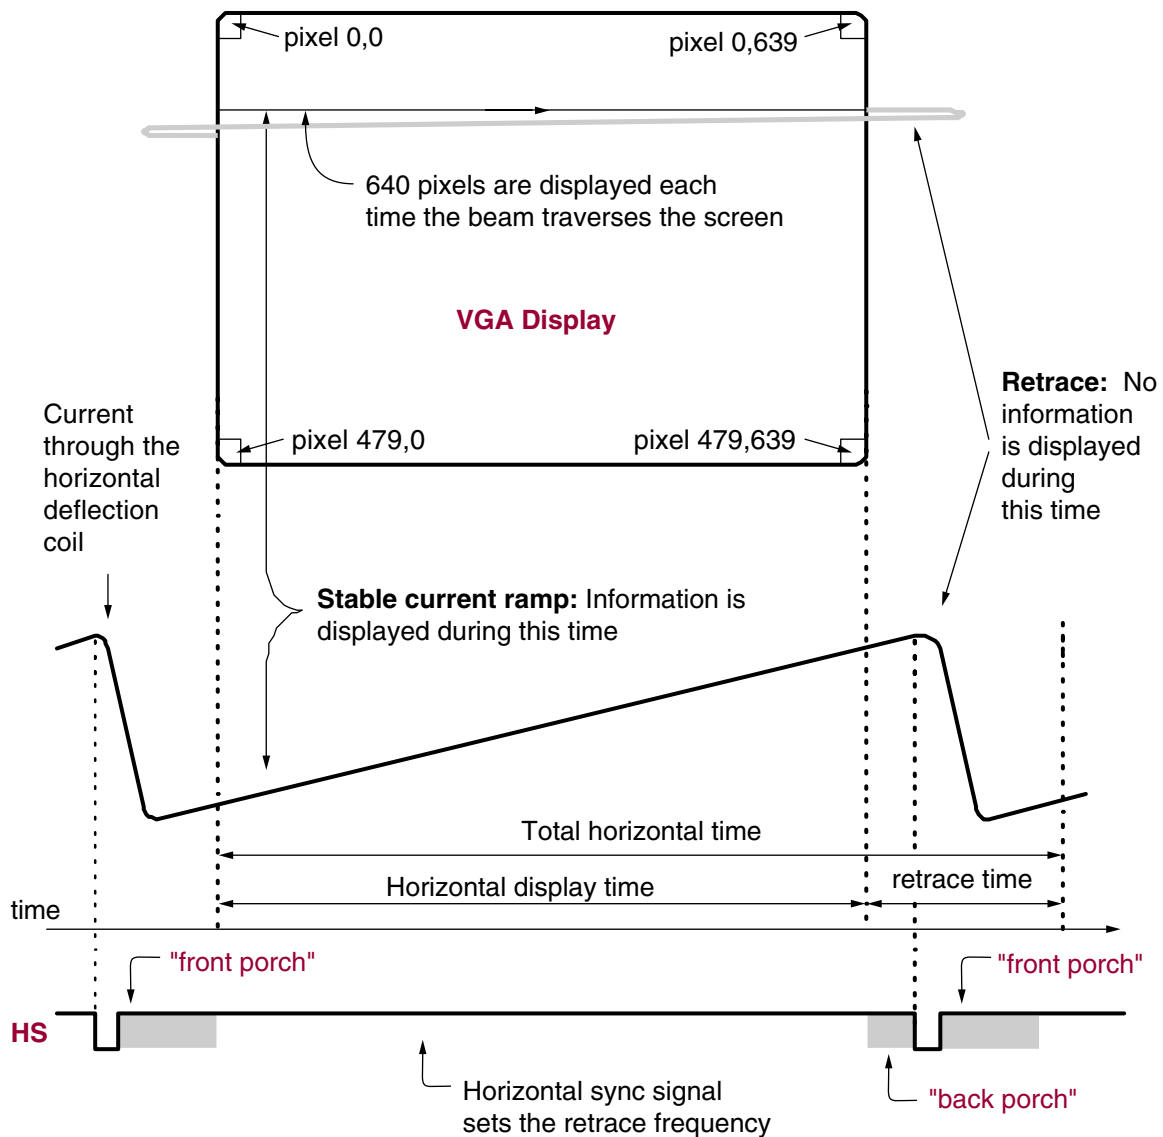 pixel 0,0
pixel 0,639
640 pixels are displayed each
time the beam traverses the screen
VGA Display
Retrace: No
information
is displayed
during
this time
Current
through the
horizontal
deflection
coil
pixel 479,0
pixel 479,639
Stable current ramp: Information is
displayed during this time
Total horizontal time
Horizontal display time
retrace time
time
"front porch"
"front porch"
HS
Horizontal sync signal
sets the retrace frequency
"back porch"